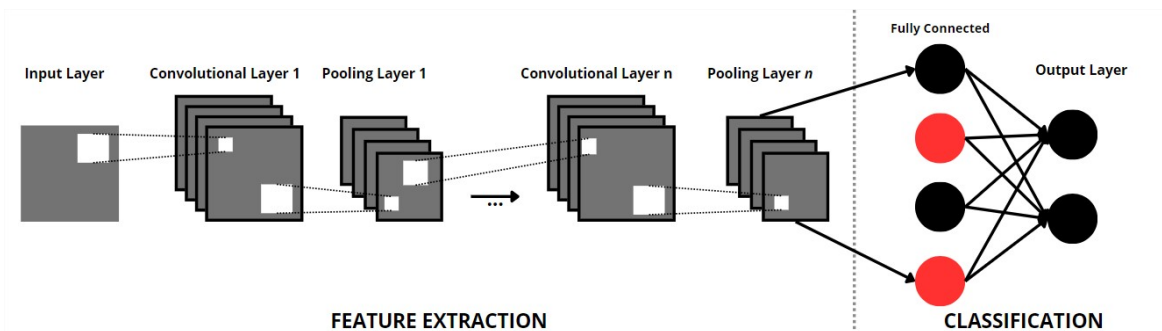 Fully Connected
Input Layer
Convolutional Layer 1
Pooling Layer 1
Convolutional Layer n
Pooling Layer n
Output Layer
...
FEATURE EXTRACTION
CLASSIFICATION